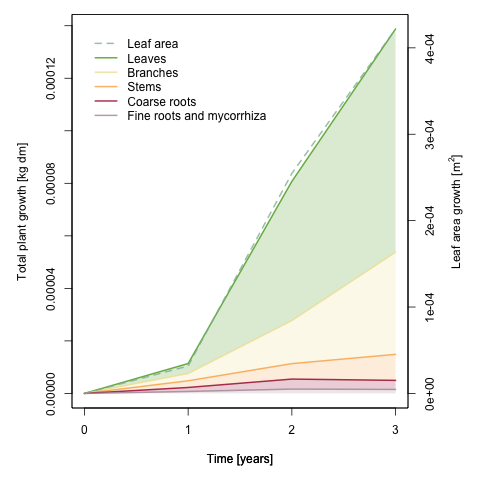 Leaf area
Leaves
Branches
Stems
Coarse roots
Fine roots and mycorrhiza
Total plant growth [kg dm]
0.00012
0.00008
0.00004
0.00000
4e-04
3e-04
2e-04
1e-04
0e+00
Leaf area growth [m²]
0 1 2 3
Time [years]